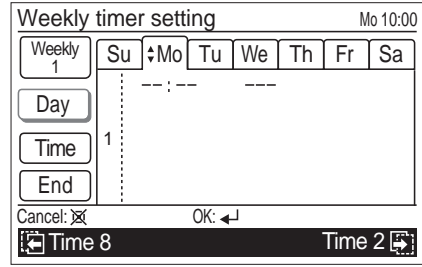 Weekly timer setting Mo 10:00
Weekly
1
Su Mo Tu We Th Fr Sa
--:-- ---
Day
Time
1
End
Cancel: OK:
Time 8 Time 2